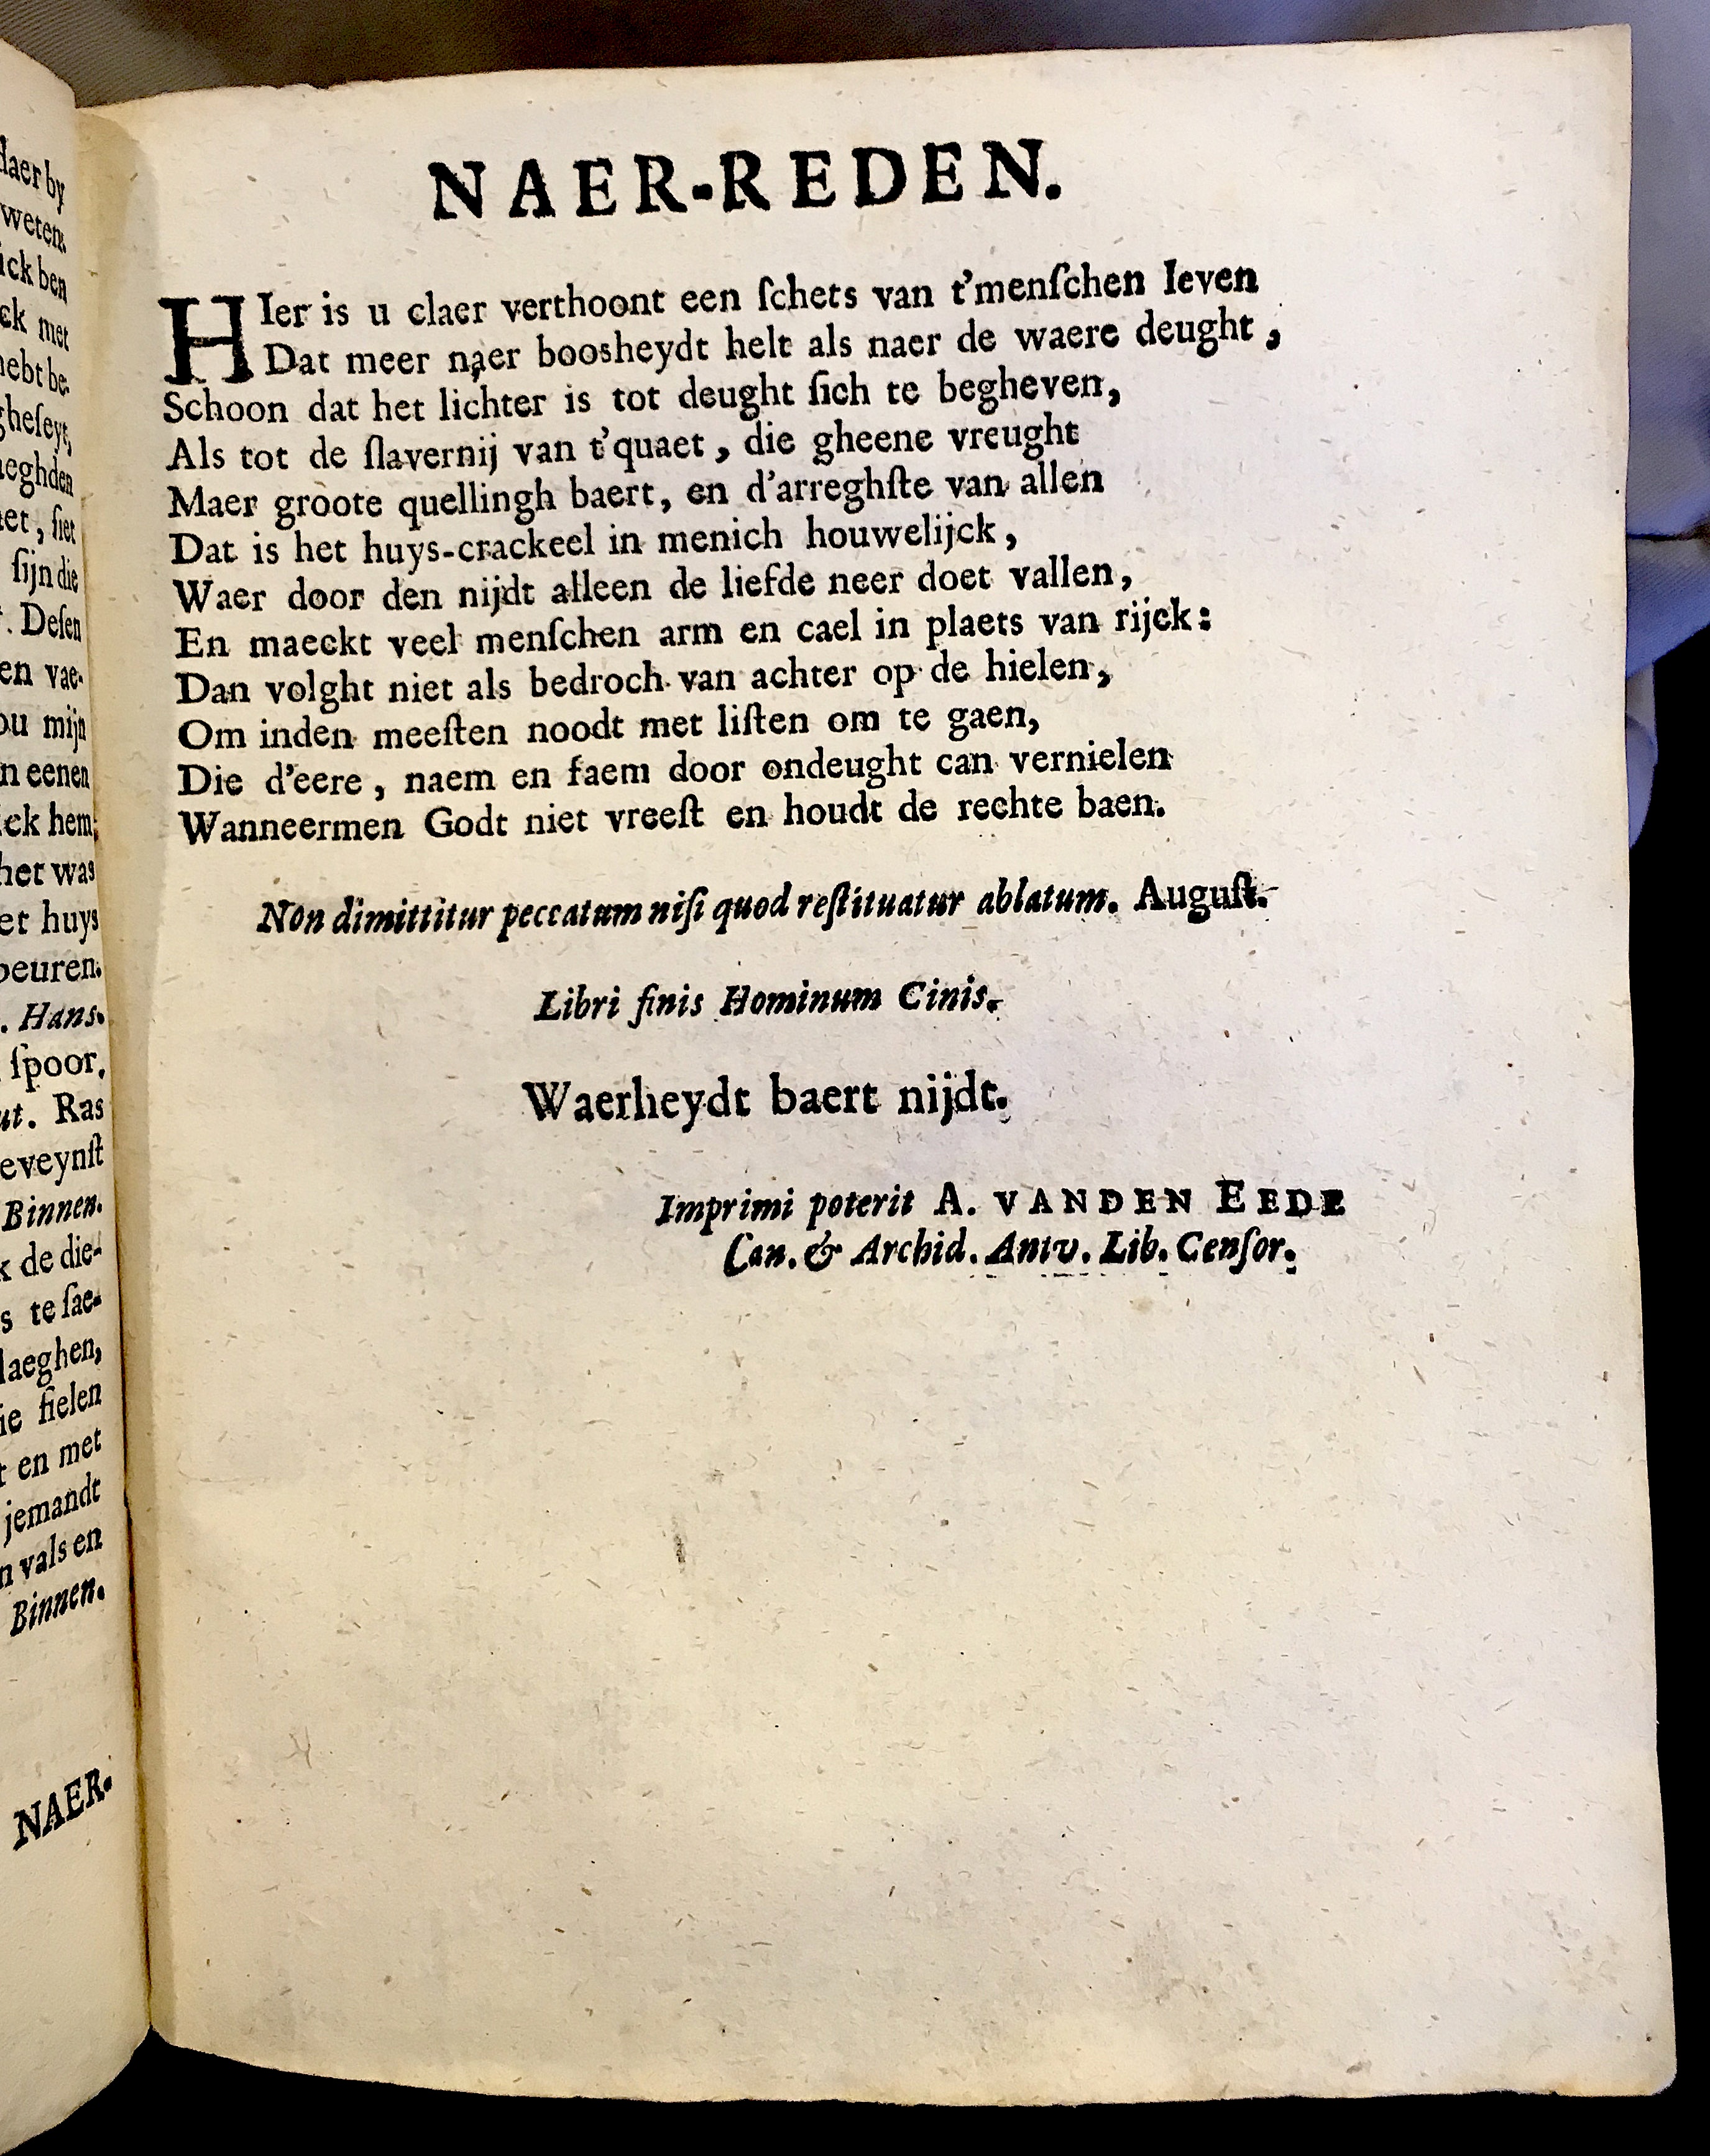 daer by
weten.
ick ben
ck met
hebt be-
gheſeyt,
aeghden
et, ſiet
ſijn die
. Deſen
en vae-
ou mijn
n eenen
ick hem
het was
er huys
beuren.
. Hans.
ſpoor,
ut. Ras
eveynſt
Binnen.
k de die-
s te ſae-
laeghen,
ie fielen
t en met
jemandt
n vals en
Binnen.
NAER-
NAER-REDEN.
HIer is u claer verthoont een ſchets van t'menſchen leven
Dat meer naer boosheydt helt als naer de waere deught,
Schoon dat het lichter is tot deught ſich te begheven,
Als tot de ſlavernij van t'quaet, die gheene vreught
Maer groote quellingh baert, en d'arreghſte van allen
Dat is het huys-crackeel in menich houwelijck,
Waer door den nijdt alleen de liefde neer doet vallen,
En maeckt veel menſchen arm en cael in plaets van rijck:
Dan volght niet als bedroch van achter op de hielen,
Om inden meeſten noodt met liſten om te gaen,
Die d'eere, naem en faem door ondeught can vernielen
Wanneermen Godt niet vreeſt en houdt de rechte baen.
Non dimittitur peccatum niſi quod reſtituatur ablatum. Auguſt.
Libri finis Hominum Cinis.
Waerheydt baert nijdt.
Imprimi poterit A. VANDEN EEDE
Can. & Archid. Antv. Lib. Cenſor.